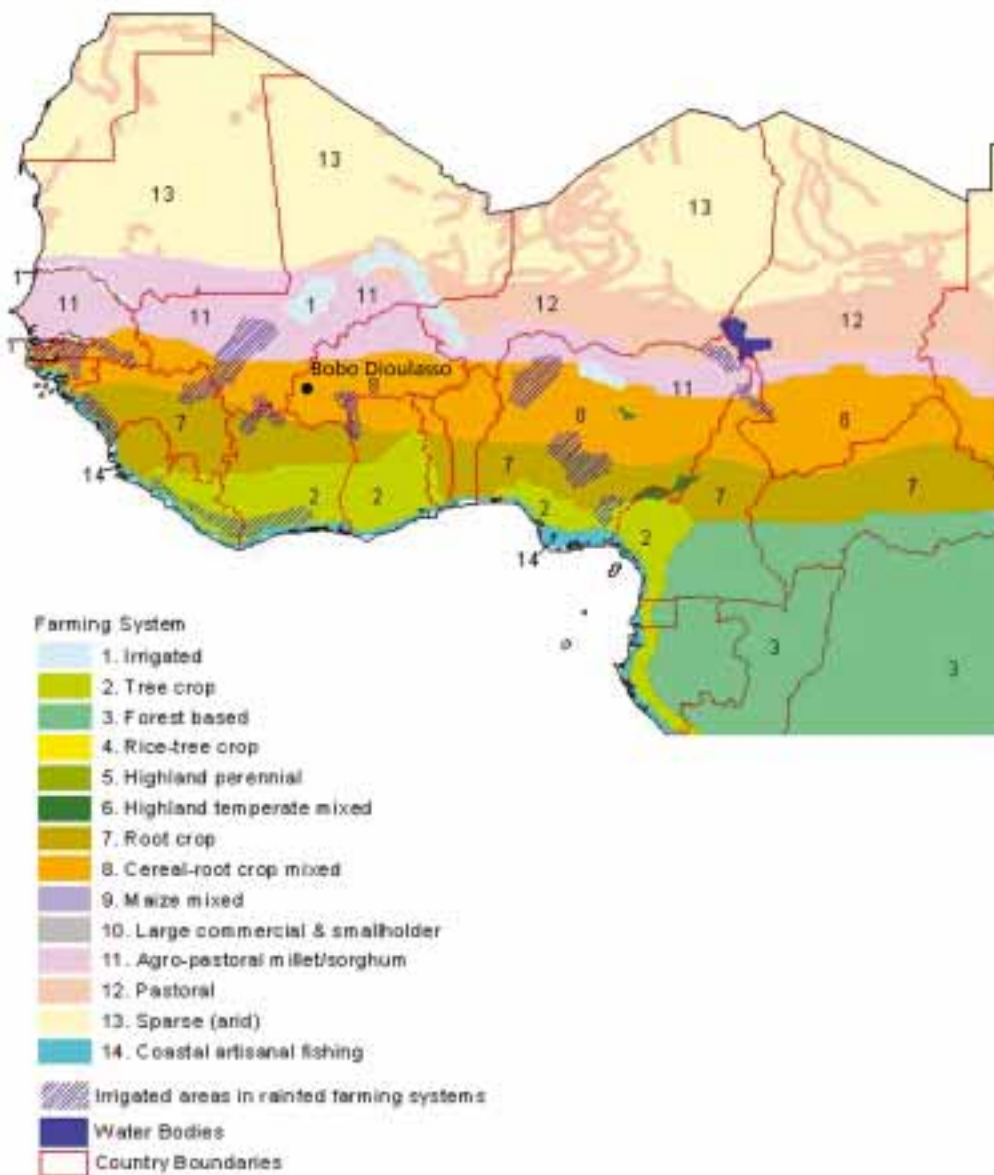 13
13
13
13
1
11
11
1
11
12
12
1
Bobo Dioulasso
8
11
7
8
8
14
7
2
2
2
7
7
2
14
3
3
Farming System
1. Irrigated
2. Tree crop
3. Forest based
4. Rice-tree crop
5. Highland perennial
6. Highland temperate mixed
7. Root crop
8. Cereal-root crop mixed
9. Maize mixed
10. Large commercial & smallholder
11. Agro-pastoral millet/sorghum
12. Pastoral
13. Sparse (arid)
14. Coastal artisanal fishing
Irrigated areas in rainfed farming systems
Water Bodies
Country Boundaries